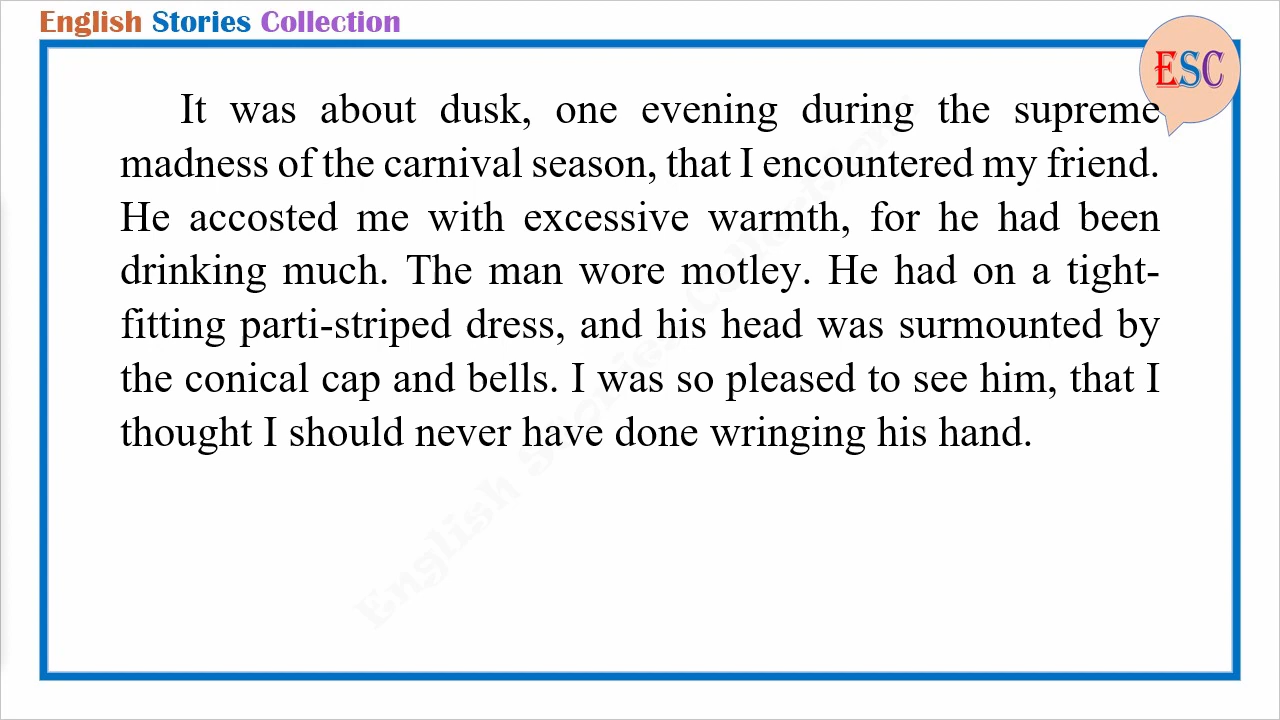 English Stories Collection
ESC
It was about dusk, one evening during the supreme
madness of the carnival season, that I encountered my friend.
He accosted me with excessive warmth, for he had been
drinking much. The man wore motley. He had on a tight-
fitting parti-striped dress, and his head was surmounted by
the conical cap and bells. I was so pleased to see him, that I
thought I should never have done wringing his hand.
English Stories Collection